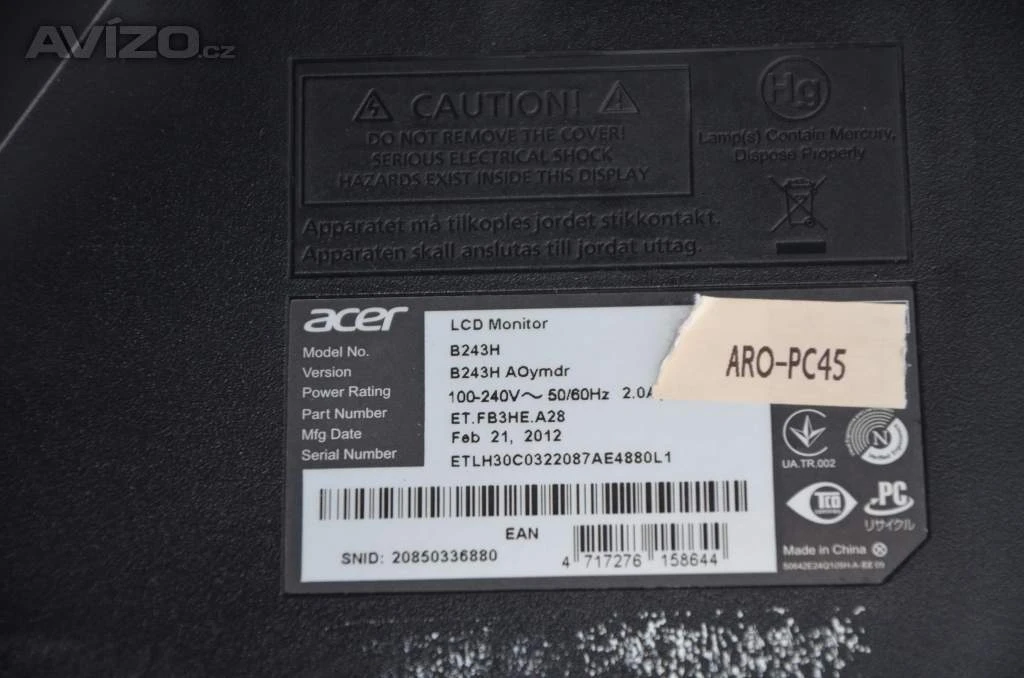 AVÍZO.cz
CAUTION!
DO NOT REMOVE THE COVER!
SERIOUS ELECTRICAL SHOCK
HAZARDS EXIST INSIDE THIS DISPLAY
Hg
Lamp(s) Contain Mercury,
Dispose Properly
Apparatet må tilkoples jordet stikkontakt.
Apparaten skall anslutas till jordat uttag.
acer
LCD Monitor
Model No. B243H
Version B243H AOymdr
Power Rating 100-240V～ 50/60Hz 2.0A
Part Number ET.FB3HE.A28
Mfg Date Feb 21, 2012
Serial Number ETLH30C0322087AE4880L1
ARO-PC45
UA.TR.002
N
TCO
PC
リサイクル
EAN
SNID: 20850336880
4 717276 158644
Made in China